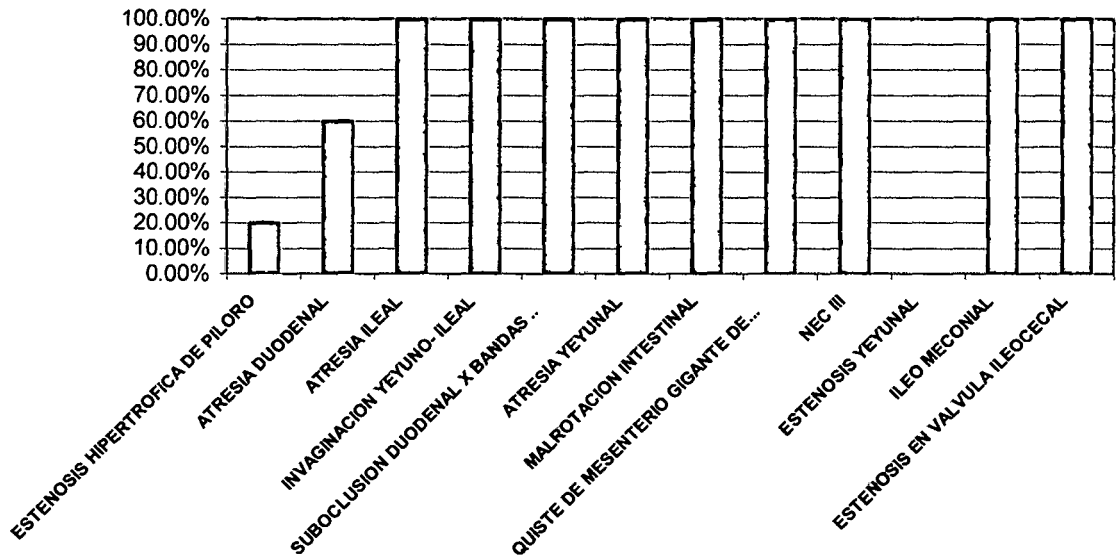 100.00%
90.00%
80.00%
70.00%
60.00%
50.00%
40.00%
30.00%
20.00%
10.00%
0.00%
ESTENOSIS HIPERTROFICA DE PILORO
ATRESIA DUODENAL
ATRESIA ILEAL
INVAGINACION YEYUNO- ILEAL
SUBOCLUSION DUODENAL X BANDAS ..
ATRESIA YEYUNAL
MALROTACION INTESTINAL
QUISTE DE MESENTERIO GIGANTE DE...
NEC III
ESTENOSIS YEYUNAL
ILEO MECONIAL
ESTENOSIS EN VALVULA ILEOCECAL